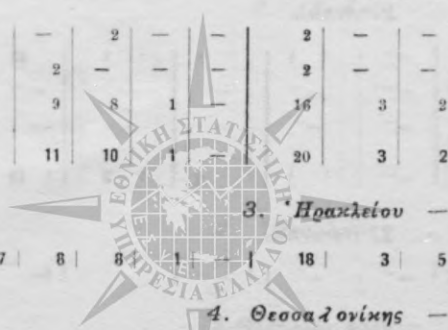 — 2 — — 2 — —
2 — — — 2 — —
9 8 1 — 16 3 2
11 10 1 — 20 3 2
3. Ἡρακλείου —
7 8 8 1 — 18 3 5
4. Θεσσαλονίκης —
ΕΘΝΙΚΗ ΣΤΑΤΙΣΤΙΚΗ
ΥΠΗΡΕΣΙΑ ΕΛΛΑΔΟΣ
Ε Σ Υ Ε